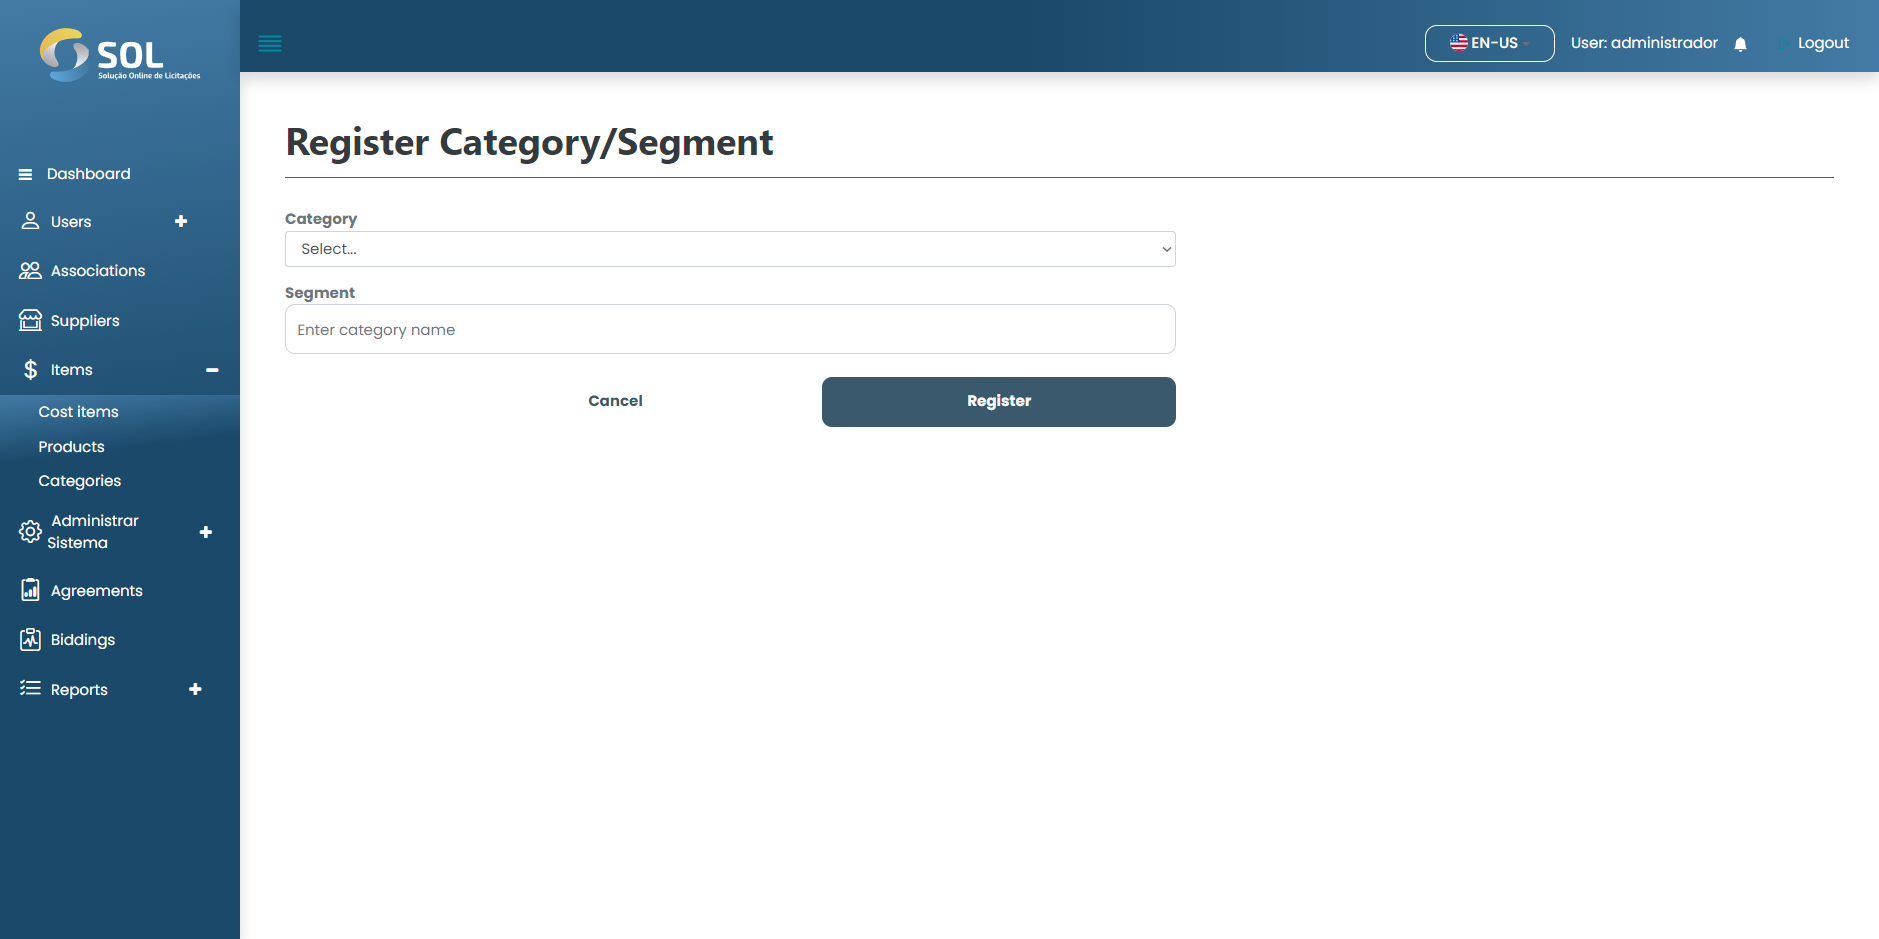 SOL
Solução Online de Licitações
EN-US
User: administrador
Logout
Dashboard
Users
Associations
Suppliers
Items
Cost items
Products
Categories
Administrar
Sistema
Agreements
Biddings
Reports
Register Category/Segment
Category
Select...
Segment
Enter category name
Cancel
Register